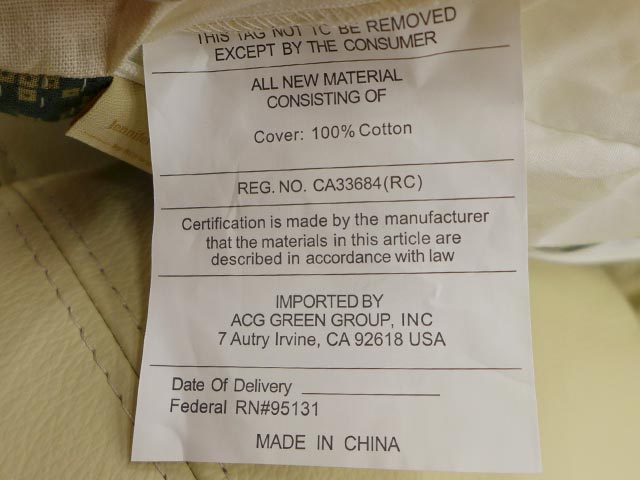 THIS TAG NOT TO BE REMOVED
EXCEPT BY THE CONSUMER
ALL NEW MATERIAL
CONSISTING OF
Cover: 100% Cotton
REG. NO. CA33684(RC)
Certification is made by the manufacturer
that the materials in this article are
described in accordance with law
IMPORTED BY
ACG GREEN GROUP, INC
7 Autry Irvine, CA 92618 USA
Date Of Delivery
Federal RN#95131
MADE IN CHINA